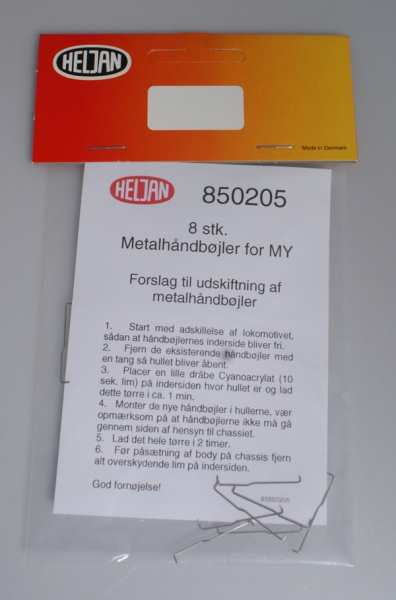 HELJAN
Made in Denmark
HELJAN 850205
8 stk.
Metalhåndbøjler for MY
Forslag til udskiftning af
metalhåndbøjler
1. Start med adskillelse af lokomotivet,
sådan at håndbøjlernes inderside bliver fri.
2. Fjern de eksisterende håndbøjler med
en tang så hullet bliver åbent.
3. Placer en lille dråbe Cyanoacrylat (10
sek. lim) på indersiden hvor hullet er og lad
dette tørre i ca. 1 min.
4. Monter de nye håndbøjler i hullerne, vær
opmærksom på at håndbøjlerne ikke må gå
gennem siden af hensyn til chassiet.
5. Lad det hele tørre i 2 timer.
6. Før påsætning af body på chassis fjern
alt overskydende lim på indersiden.
God fornøjelse!
85850205